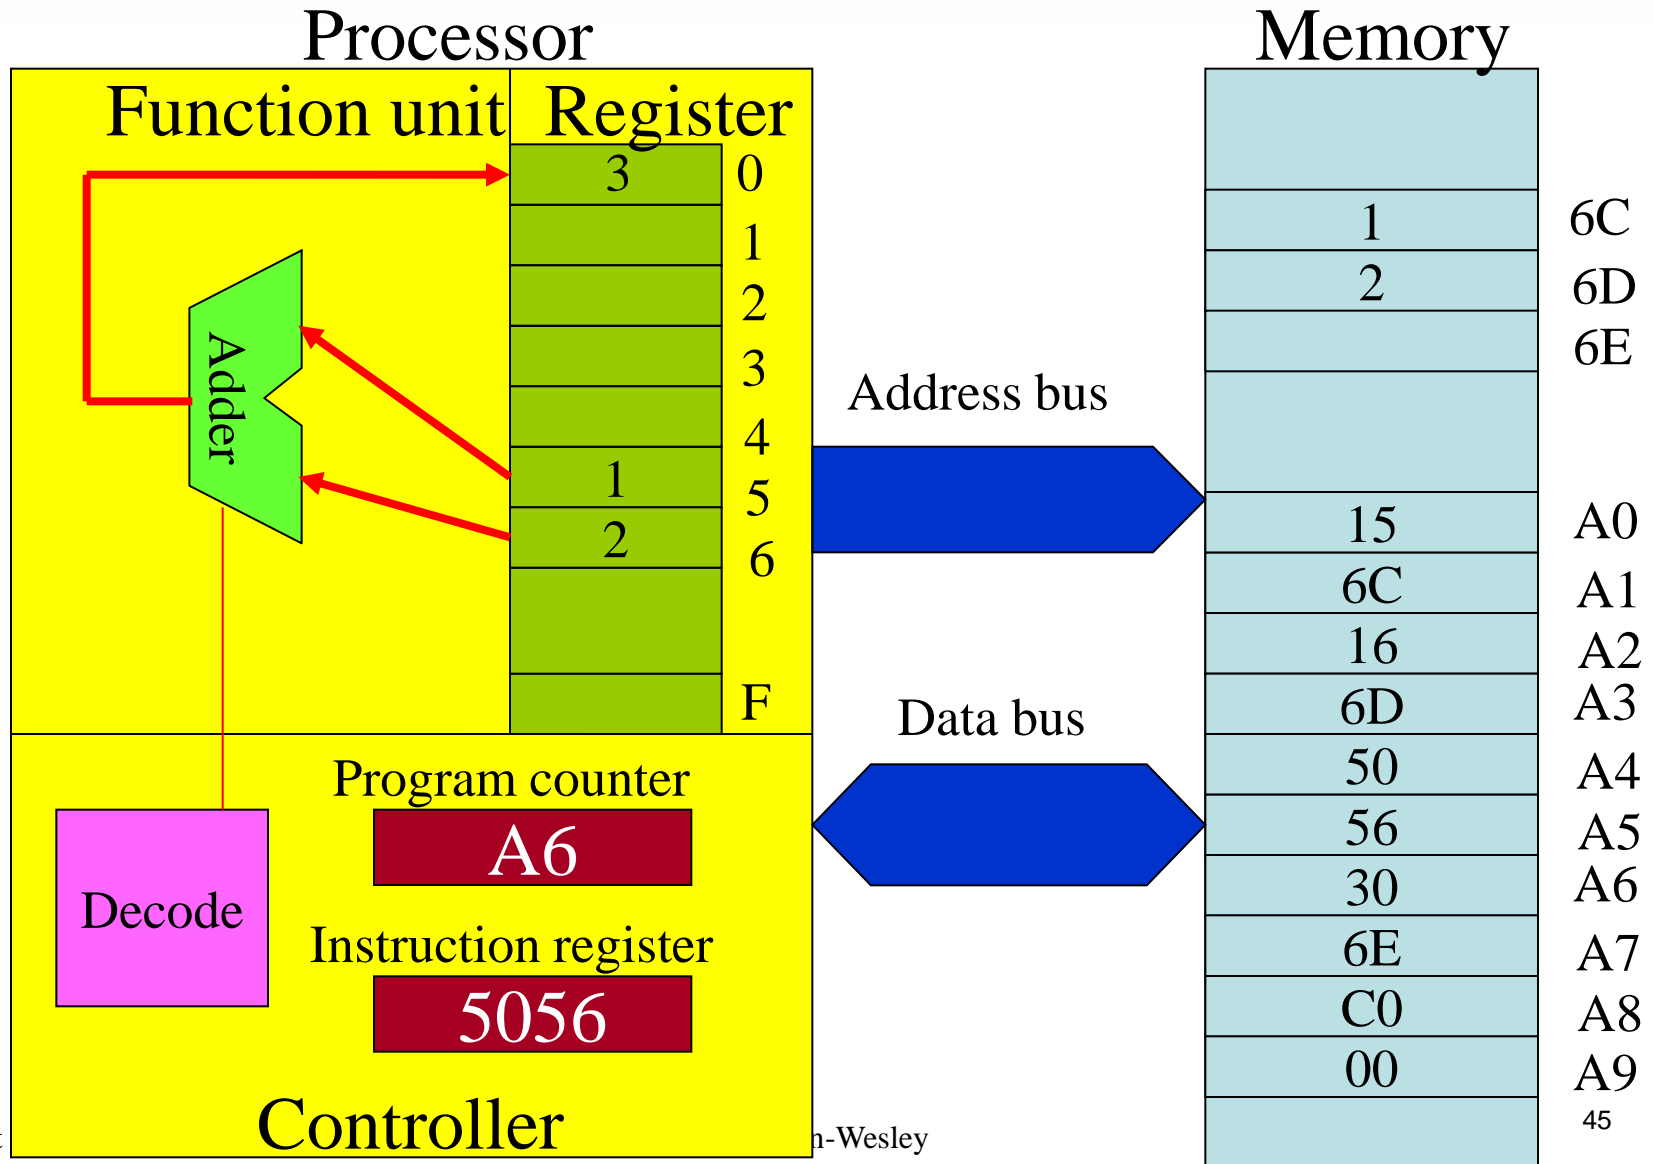 Processor
Memory
Function unit
Register
3
0
1
2
3
4
1
5
2
6
F
Adder
Address bus
Data bus
1
6C
2
6D
6E
15
A0
6C
A1
16
A2
6D
A3
50
A4
56
A5
30
A6
6E
A7
C0
A8
00
A9
Program counter
A6
Decode
Instruction register
5056
Controller
n-Wesley
45